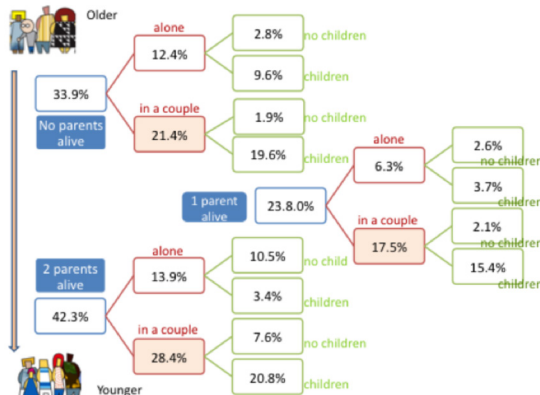 Older
alone
12.4%
2.8%
no children
9.6%
children
33.9%
No parents
alive
in a couple
21.4%
1.9%
no children
19.6%
children
1 parent
alive
23.8.0%
alone
6.3%
2.6%
no children
3.7%
children
in a couple
17.5%
2.1%
no children
15.4%
children
2 parents
alive
42.3%
alone
13.9%
10.5%
no child
3.4%
children
in a couple
28.4%
7.6%
no children
20.8%
children
Younger